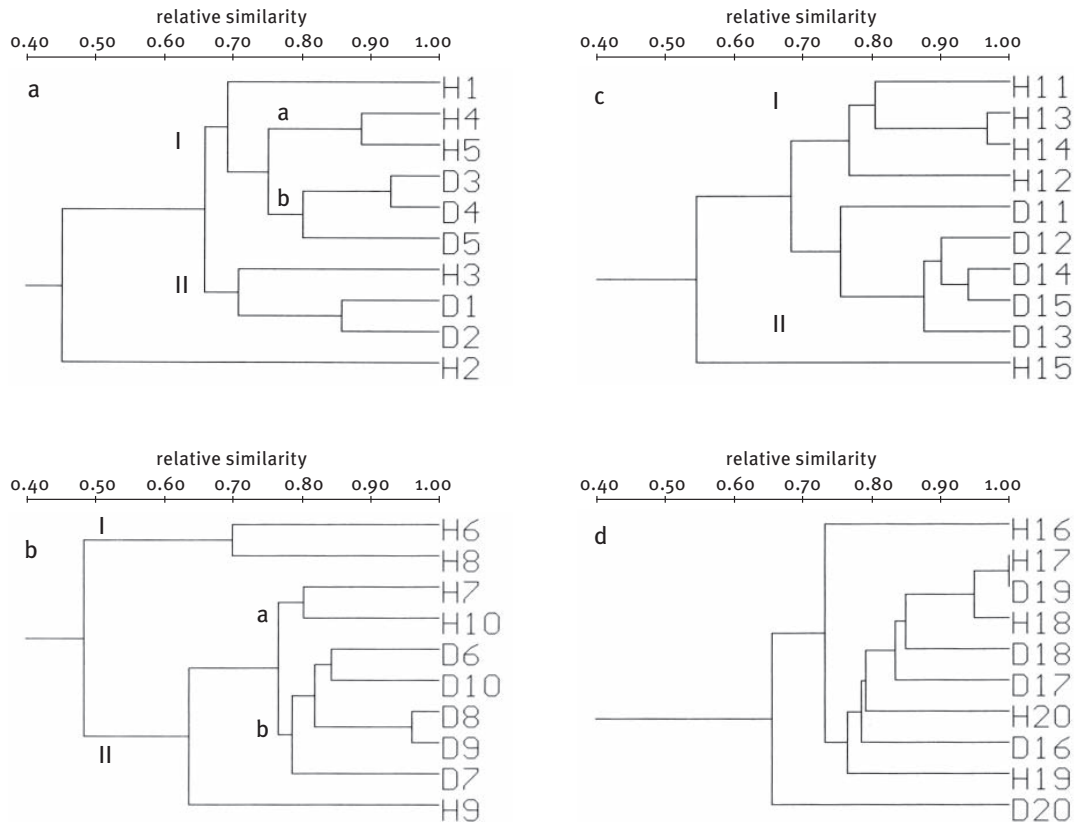 relative similarity
0.40 0.50 0.60 0.70 0.80 0.90 1.00
a
I
a
b
II
H1
H4
H5
D3
D4
D5
H3
D1
D2
H2
relative similarity
0.40 0.50 0.60 0.70 0.80 0.90 1.00
c
I
II
H11
H13
H14
H12
D11
D12
D14
D15
D13
H15
relative similarity
0.40 0.50 0.60 0.70 0.80 0.90 1.00
b
I
a
b
II
H6
H8
H7
H10
D6
D10
D8
D9
D7
H9
relative similarity
0.40 0.50 0.60 0.70 0.80 0.90 1.00
d
H16
H17
D19
H18
D18
D17
H20
D16
H19
D20